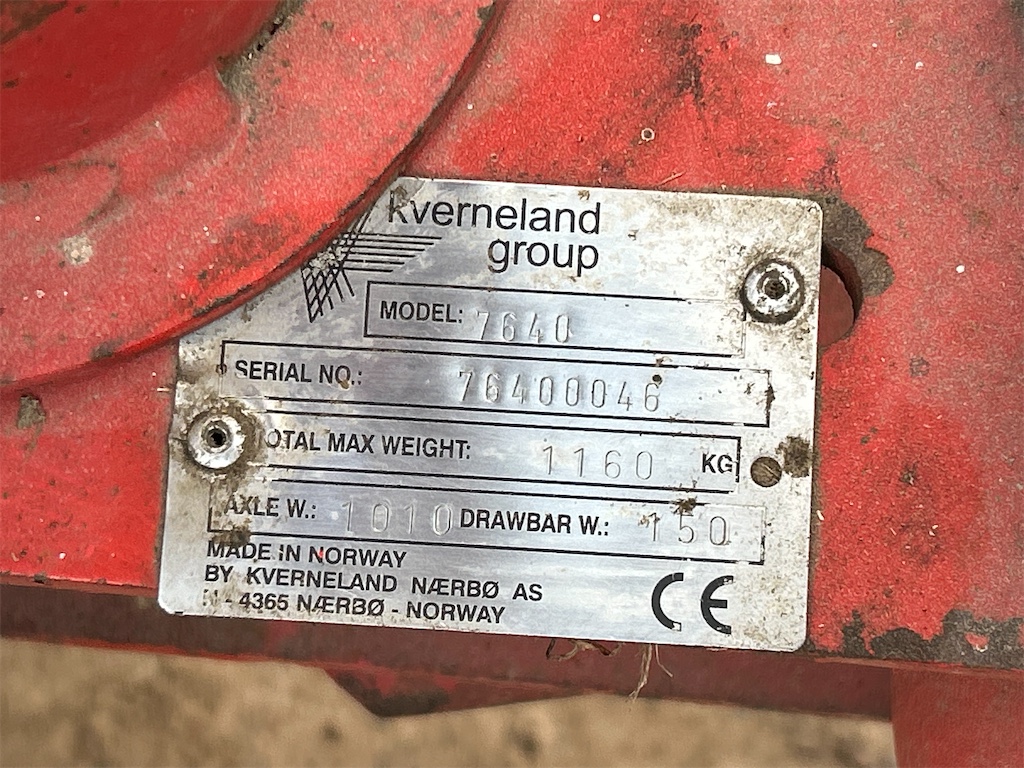 kverneland
group
MODEL: 7640
SERIAL NO.: 76400046
TOTAL MAX WEIGHT: 1160 KG
AXLE W.: 1010 DRAWBAR W.: 150
MADE IN NORWAY
BY KVERNELAND NÆRBØ AS
N - 4365 NÆRBØ - NORWAY
CE